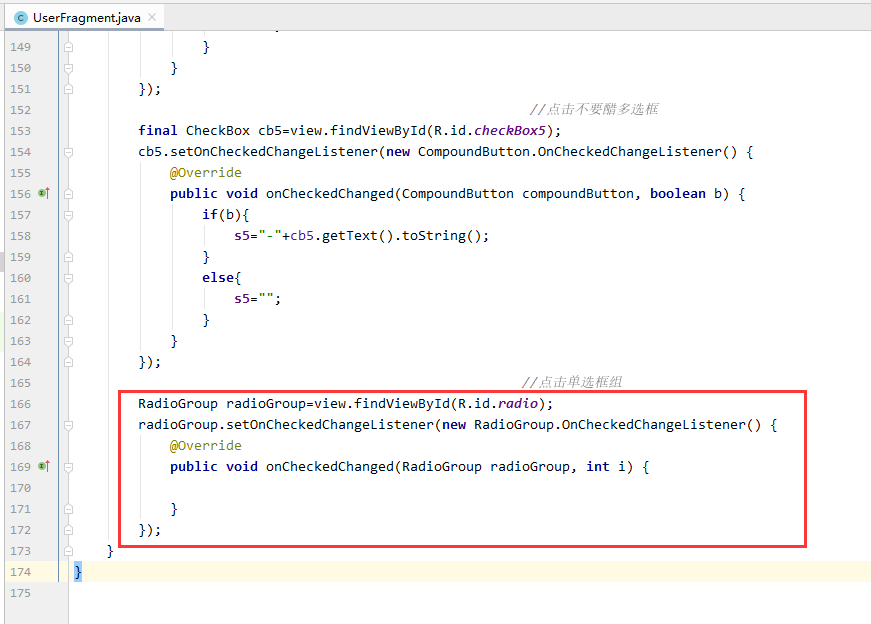 UserFragment.java
149 }
150 }
151 });
152 //点击不要醋多选框
153 final CheckBox cb5=view.findViewById(R.id.checkBox5);
154 cb5.setOnCheckedChangeListener(new CompoundButton.OnCheckedChangeListener() {
155 @Override
156 public void onCheckedChanged(CompoundButton compoundButton, boolean b) {
157 if(b){
158 s5="-"+cb5.getText().toString();
159 }
160 else{
161 s5="";
162 }
163 }
164 });
165 //点击单选框组
166 RadioGroup radioGroup=view.findViewById(R.id.radio);
167 radioGroup.setOnCheckedChangeListener(new RadioGroup.OnCheckedChangeListener() {
168 @Override
169 public void onCheckedChanged(RadioGroup radioGroup, int i) {
170
171 }
172 });
173 }
174 }
175